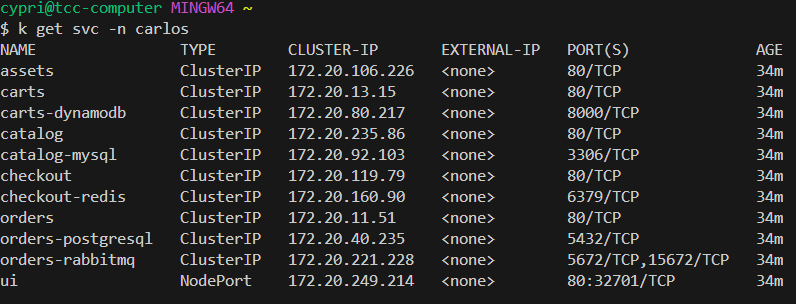 cypri@tcc-computer MINGW64 ~
$ k get svc -n carlos
NAME TYPE CLUSTER-IP EXTERNAL-IP PORT(S) AGE
assets ClusterIP 172.20.106.226 <none> 80/TCP 34m
carts ClusterIP 172.20.13.15 <none> 80/TCP 34m
carts-dynamodb ClusterIP 172.20.80.217 <none> 8000/TCP 34m
catalog ClusterIP 172.20.235.86 <none> 80/TCP 34m
catalog-mysql ClusterIP 172.20.92.103 <none> 3306/TCP 34m
checkout ClusterIP 172.20.119.79 <none> 80/TCP 34m
checkout-redis ClusterIP 172.20.160.90 <none> 6379/TCP 34m
orders ClusterIP 172.20.11.51 <none> 80/TCP 34m
orders-postgresql ClusterIP 172.20.40.235 <none> 5432/TCP 34m
orders-rabbitmq ClusterIP 172.20.221.228 <none> 5672/TCP,15672/TCP 34m
ui NodePort 172.20.249.214 <none> 80:32701/TCP 34m